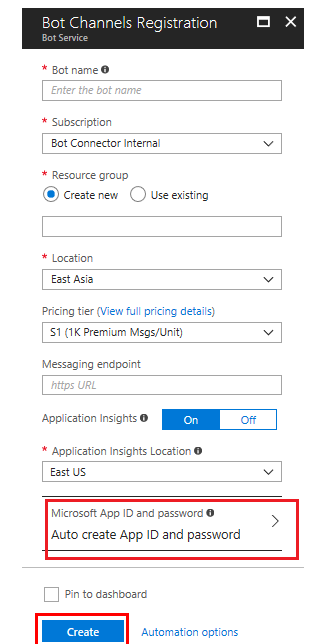 Bot Channels Registration
Bot Service
* Bot name
Enter the bot name
* Subscription
Bot Connector Internal
* Resource group
Create new Use existing
* Location
East Asia
Pricing tier (View full pricing details)
S1 (1K Premium Msgs/Unit)
Messaging endpoint
https URL
Application Insights On Off
* Application Insights Location
East US
Microsoft App ID and password
Auto create App ID and password
Pin to dashboard
Create Automation options